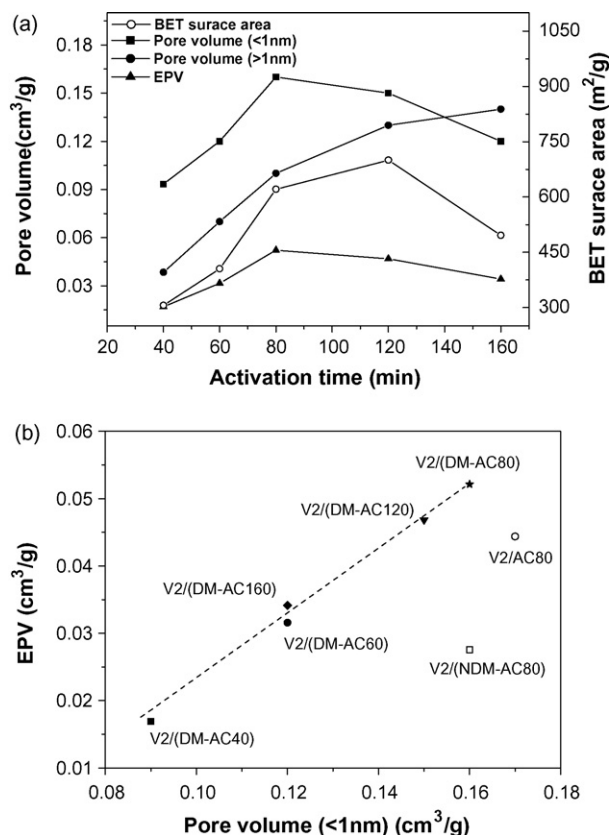 (a)
BET surace area
Pore volume (<1nm)
Pore volume (>1nm)
EPV
Pore volume(cm³/g)
0.18
0.15
0.12
0.09
0.06
0.03
1050
900
750
600
450
300
BET surace area (m²/g)
20 40 60 80 100 120 140 160
Activation time (min)
(b)
EPV (cm³/g)
0.06
0.05
0.04
0.03
0.02
0.01
V2/(DM-AC80)
V2/(DM-AC120)
V2/AC80
V2/(DM-AC160)
V2/(DM-AC60)
V2/(NDM-AC80)
V2/(DM-AC40)
0.08 0.10 0.12 0.14 0.16 0.18
Pore volume (<1nm) (cm³/g)